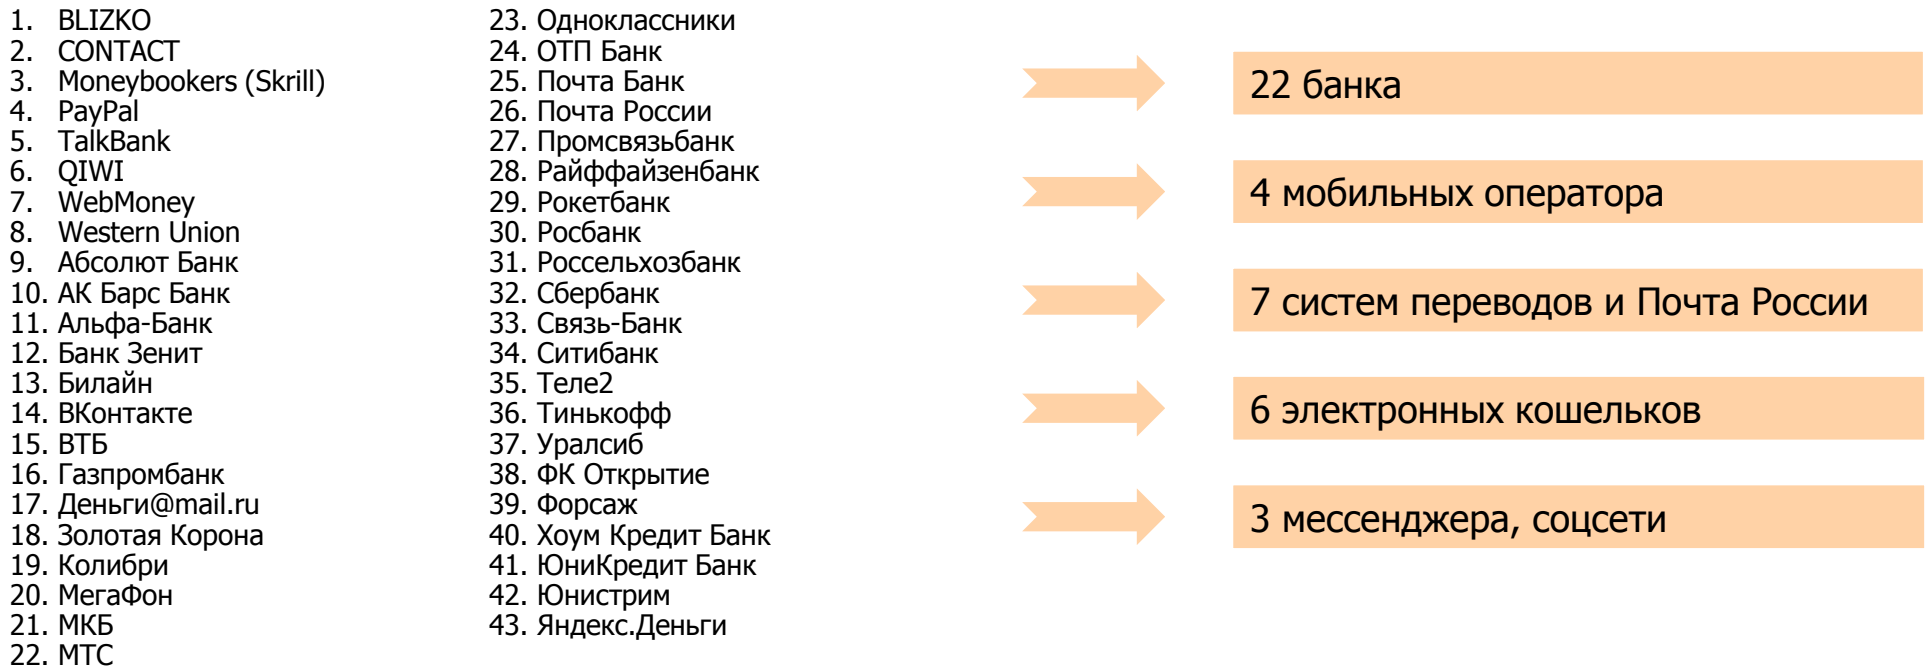 1. BLIZKO
2. CONTACT
3. Moneybookers (Skrill)
4. PayPal
5. TalkBank
6. QIWI
7. WebMoney
8. Western Union
9. Абсолют Банк
10. АК Барс Банк
11. Альфа-Банк
12. Банк Зенит
13. Билайн
14. ВКонтакте
15. ВТБ
16. Газпромбанк
17. Деньги@mail.ru
18. Золотая Корона
19. Колибри
20. МегаФон
21. МКБ
22. МТС
23. Одноклассники
24. ОТП Банк
25. Почта Банк
26. Почта России
27. Промсвязьбанк
28. Райффайзенбанк
29. Рокетбанк
30. Росбанк
31. Россельхозбанк
32. Сбербанк
33. Связь-Банк
34. Ситибанк
35. Теле2
36. Тинькофф
37. Уралсиб
38. ФК Открытие
39. Форсаж
40. Хоум Кредит Банк
41. ЮниКредит Банк
42. Юнистрим
43. Яндекс.Деньги
22 банка
4 мобильных оператора
7 систем переводов и Почта России
6 электронных кошельков
3 мессенджера, соцсети